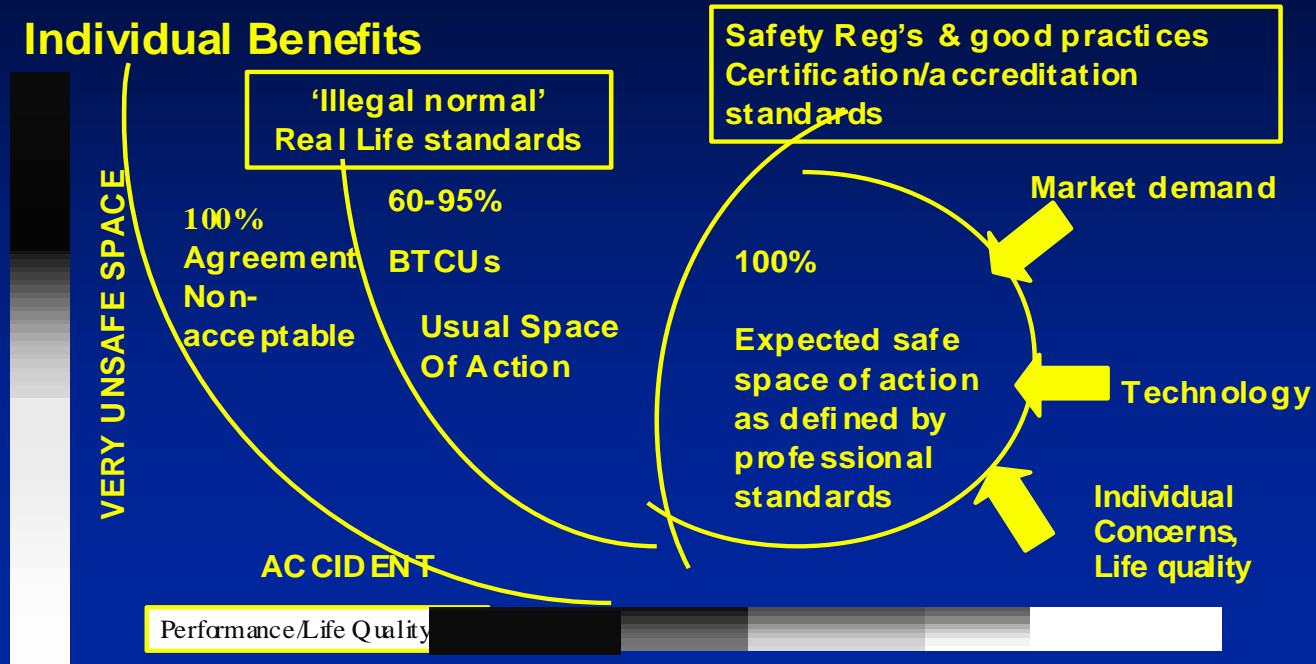 Individual Benefits
Safety Reg's & good practices
Certification/accreditation
standards
‘Illegal normal’
Real Life standards
VERY UNSAFE SPACE
100%
Agreement
Non-
acceptable
60-95%
BTCUs
Usual Space
Of Action
100%
Expected safe
space of action
as defined by
professional
standards
Market demand
Technology
Individual
Concerns,
Life quality
ACCIDENT
Performance/Life Quality